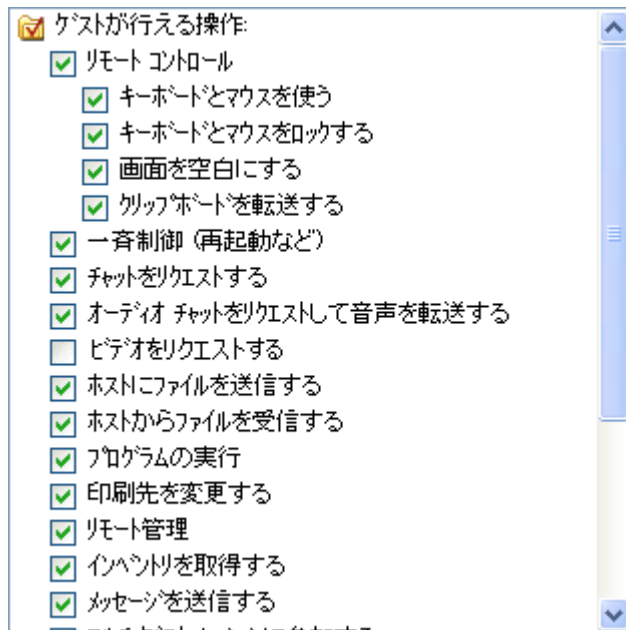 ゲストが行える操作:
リモート コントロール
キーボードとマウスを使う
キーボードとマウスをロックする
画面を空白にする
クリップボードを転送する
一斉制御 (再起動など)
チャットをリクエストする
オーディオ チャットをリクエストして音声を転送する
ビデオをリクエストする
ホストにファイルを送信する
ホストからファイルを受信する
プログラムの実行
印刷先を変更する
リモート管理
インベントリを取得する
メッセージを送信する